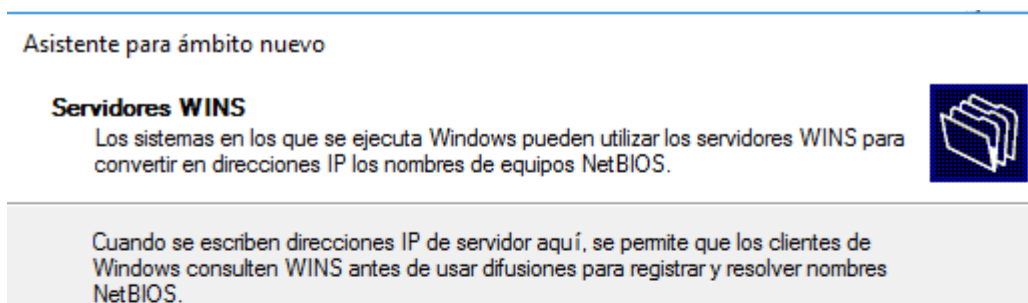 Asistente para ámbito nuevo
Servidores WINS
Los sistemas en los que se ejecuta Windows pueden utilizar los servidores WINS para
convertir en direcciones IP los nombres de equipos NetBIOS.
Cuando se escriben direcciones IP de servidor aquí, se permite que los clientes de
Windows consulten WINS antes de usar difusiones para registrar y resolver nombres
NetBIOS.